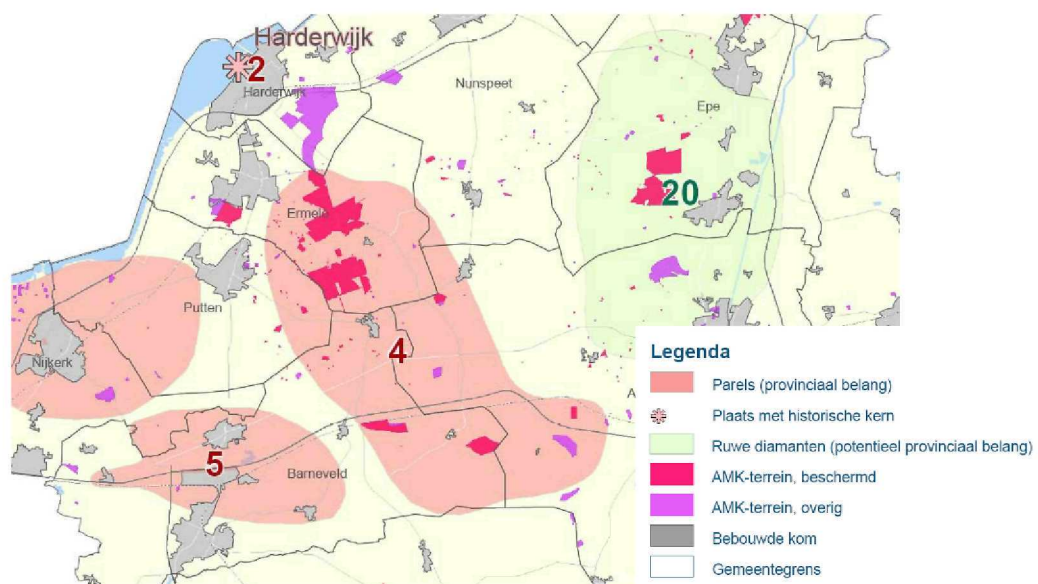 Harderwijk
2
Harderwijk
Nunspeet
Epe
20
Ermelo
Putten
4
Nijkerk
5
Barneveld
A
Legenda
Parels (provinciaal belang)
Plaats met historische kern
Ruwe diamanten (potentieel provinciaal belang)
AMK-terrein, beschermd
AMK-terrein, overig
Bebouwde kom
Gemeentegrens